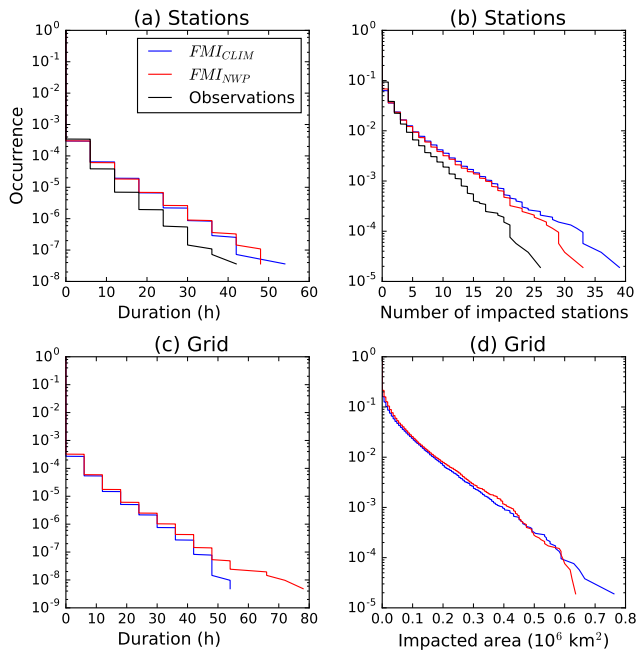 (a) Stations
(b) Stations
10^0
10^-1
10^-2
10^-3
10^-4
10^-5
10^-6
10^-7
10^-8
Occurrence
FMI_CLIM
FMI_NWP
Observations
0 10 20 30 40 50 60
Duration (h)
10^0
10^-1
10^-2
10^-3
10^-4
10^-5
0 5 10 15 20 25 30 35 40
Number of impacted stations
(c) Grid
(d) Grid
10^0
10^-1
10^-2
10^-3
10^-4
10^-5
10^-6
10^-7
10^-8
10^-9
0 10 20 30 40 50 60 70 80
Duration (h)
10^0
10^-1
10^-2
10^-3
10^-4
10^-5
0.0 0.1 0.2 0.3 0.4 0.5 0.6 0.7 0.8
Impacted area (10^6 km^2)